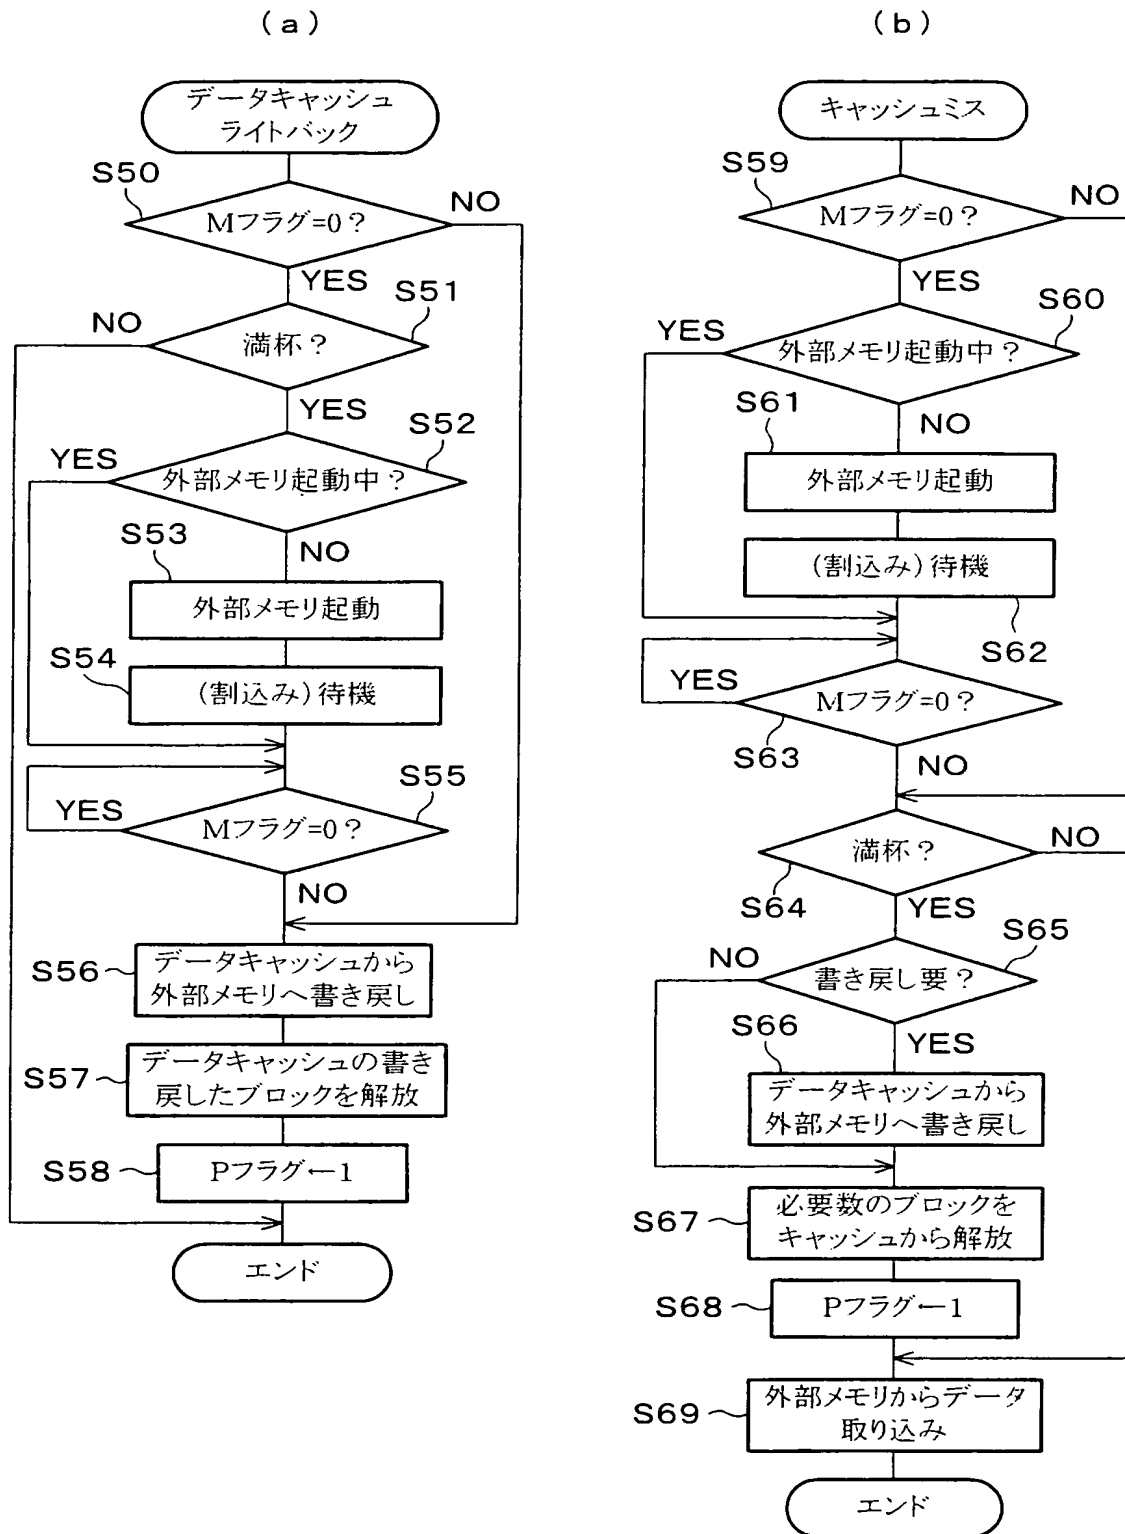 (a)
データキャッシュ
ライトバック
S50
Mフラグ=0？
NO
YES
S51
NO
満杯？
YES
S52
YES
外部メモリ起動中？
NO
S53
外部メモリ起動
S54
(割込み)待機
S55
YES
Mフラグ=0？
NO
S56
データキャッシュから
外部メモリへ書き戻し
S57
データキャッシュの書き
戻したブロックを解放
S58
Pフラグ←1
エンド
(b)
キャッシュミス
S59
Mフラグ=0？
NO
YES
S60
YES
外部メモリ起動中？
NO
S61
外部メモリ起動
(割込み)待機
S62
YES
Mフラグ=0？
S63
NO
満杯？
NO
S64
YES
S65
NO
書き戻し要？
YES
S66
データキャッシュから
外部メモリへ書き戻し
S67
必要数のブロックを
キャッシュから解放
S68
Pフラグ←1
S69
外部メモリからデータ
取り込み
エンド